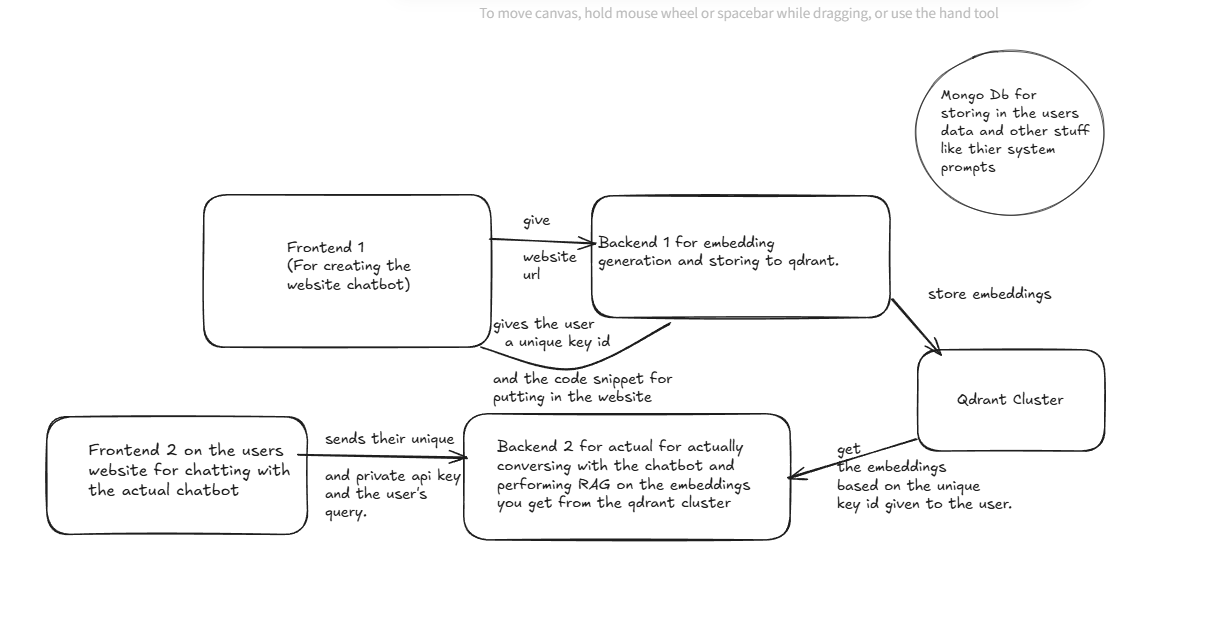 To move canvas, hold mouse wheel or spacebar while dragging, or use the hand tool
Mongo Db for
storing in the users
data and other stuff
like thier system
prompts
Frontend 1
(For creating the
website chatbot)
give
website
url
Backend 1 for embedding
generation and storing to qdrant.
store embeddings
gives the user
a unique key id
and the code snippet for
putting in the website
Qdrant Cluster
Frontend 2 on the users
website for chatting with
the actual chatbot
sends their unique
and private api key
and the user's
query.
Backend 2 for actual for actually
conversing with the chatbot and
performing RAG on the embeddings
you get from the qdrant cluster
get
the embeddings
based on the unique
key id given to the user.